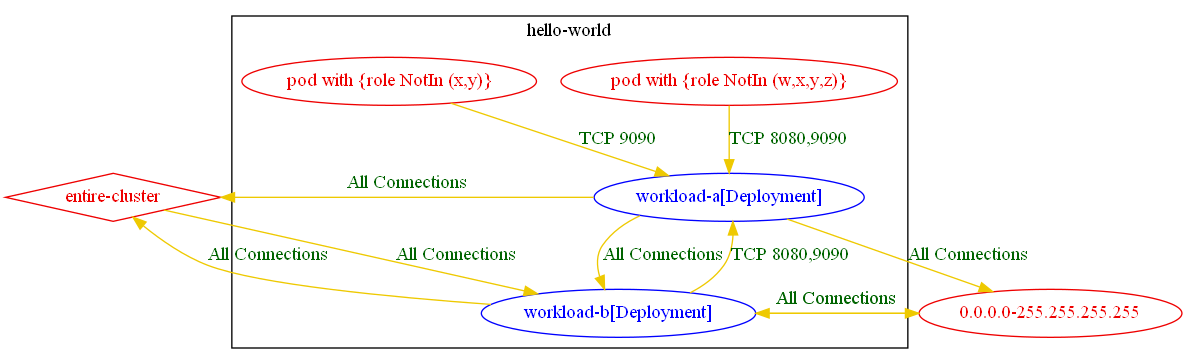 hello-world
pod with {role NotIn (x,y)}
pod with {role NotIn (w,x,y,z)}
TCP 9090
TCP 8080,9090
All Connections
entire-cluster
workload-a[Deployment]
All Connections
All Connections
All Connections
TCP 8080,9090
All Connections
All Connections
workload-b[Deployment]
0.0.0.0-255.255.255.255